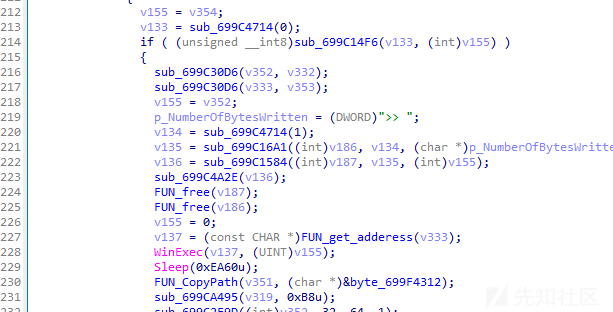 212 v155 = v354;
213 v133 = sub_699C4714(0);
214 if ( (unsigned __int8)sub_699C14F6(v133, (int)v155) )
215 {
216 sub_699C30D6(v352, v332);
217 sub_699C30D6(v333, v353);
218 v155 = v352;
219 p_NumberOfBytesWritten = (DWORD)">> ";
220 v134 = sub_699C4714(1);
221 v135 = sub_699C16A1((int)v186, v134, (char *)p_NumberOfBytesWritte
222 v136 = sub_699C1584((int)v187, v135, (int)v155);
223 sub_699C4A2E(v136);
224 FUN_free(v187);
225 FUN_free(v186);
226 v155 = 0;
227 v137 = (const CHAR *)FUN_get_adderess(v333);
228 WinExec(v137, (UINT)v155);
229 Sleep(0xEA60u);
230 FUN_CopyPath(v351, (char *)&byte_699F4312);
231 sub_699CA495(v319, 0xB8u);
先知社区